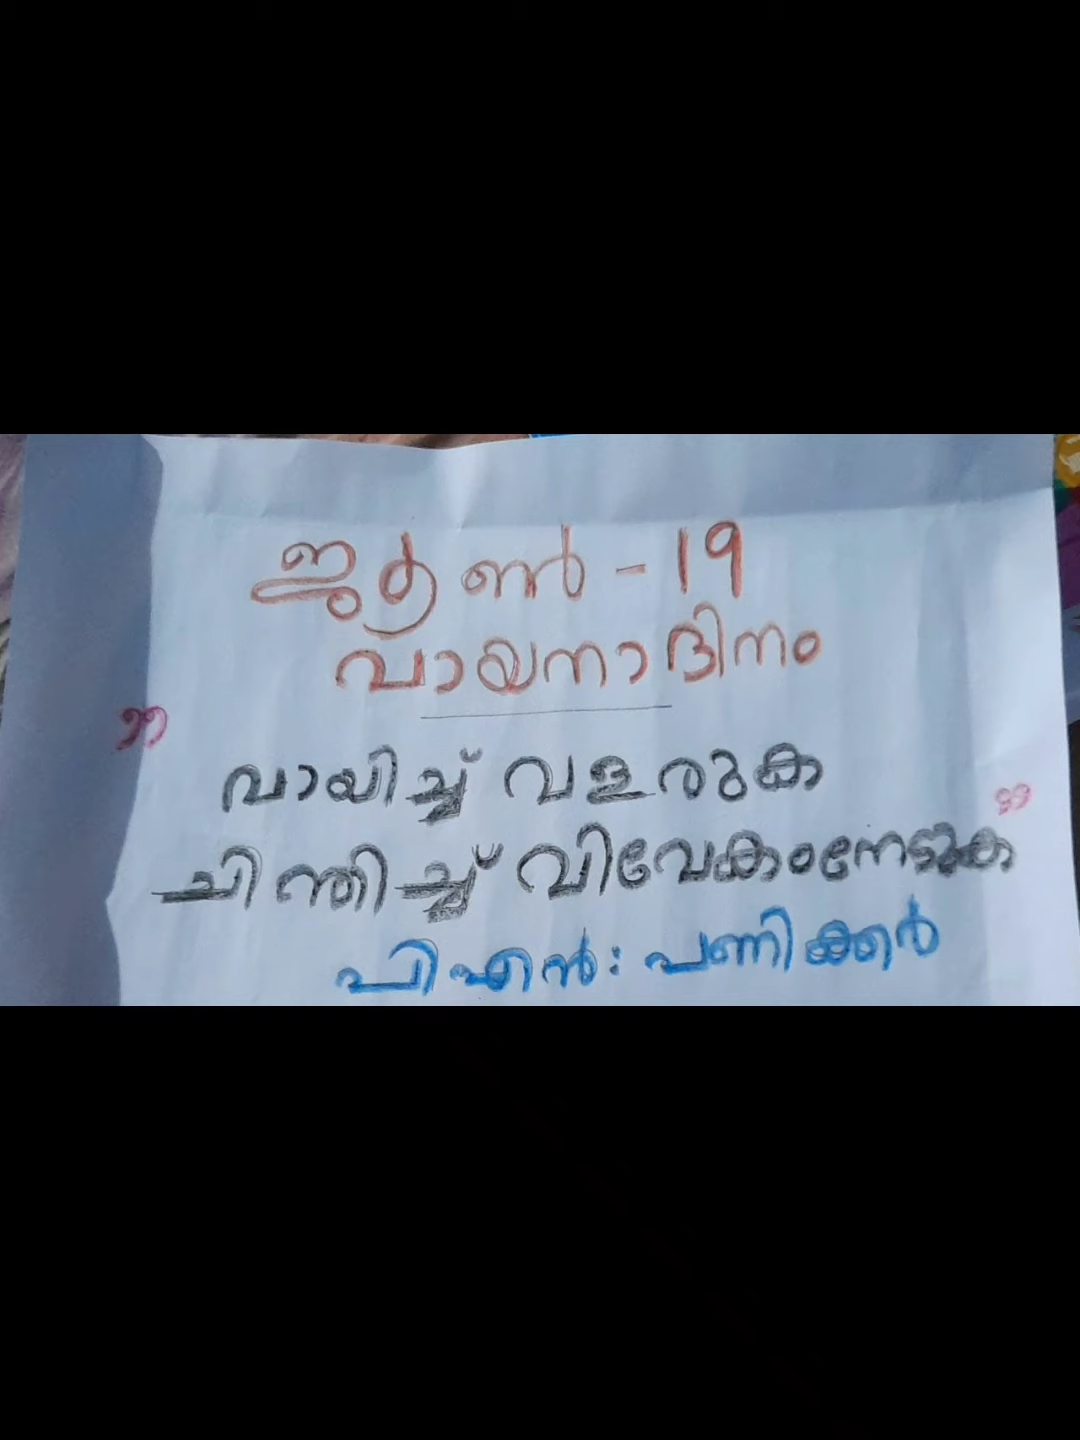 ജൂൺ - 19
വായനാദിനം
" വായിച്ച് വളരുക
ചിന്തിച്ച് വിവേകംനേടുക "
പിഎൻ: പണിക്കർ